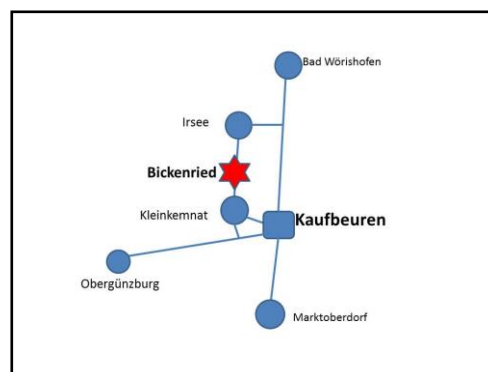 Bad Wörishofen
Irsee
Bickenried
Kleinkemnat
Kaufbeuren
Obergünzburg
Marktoberdorf